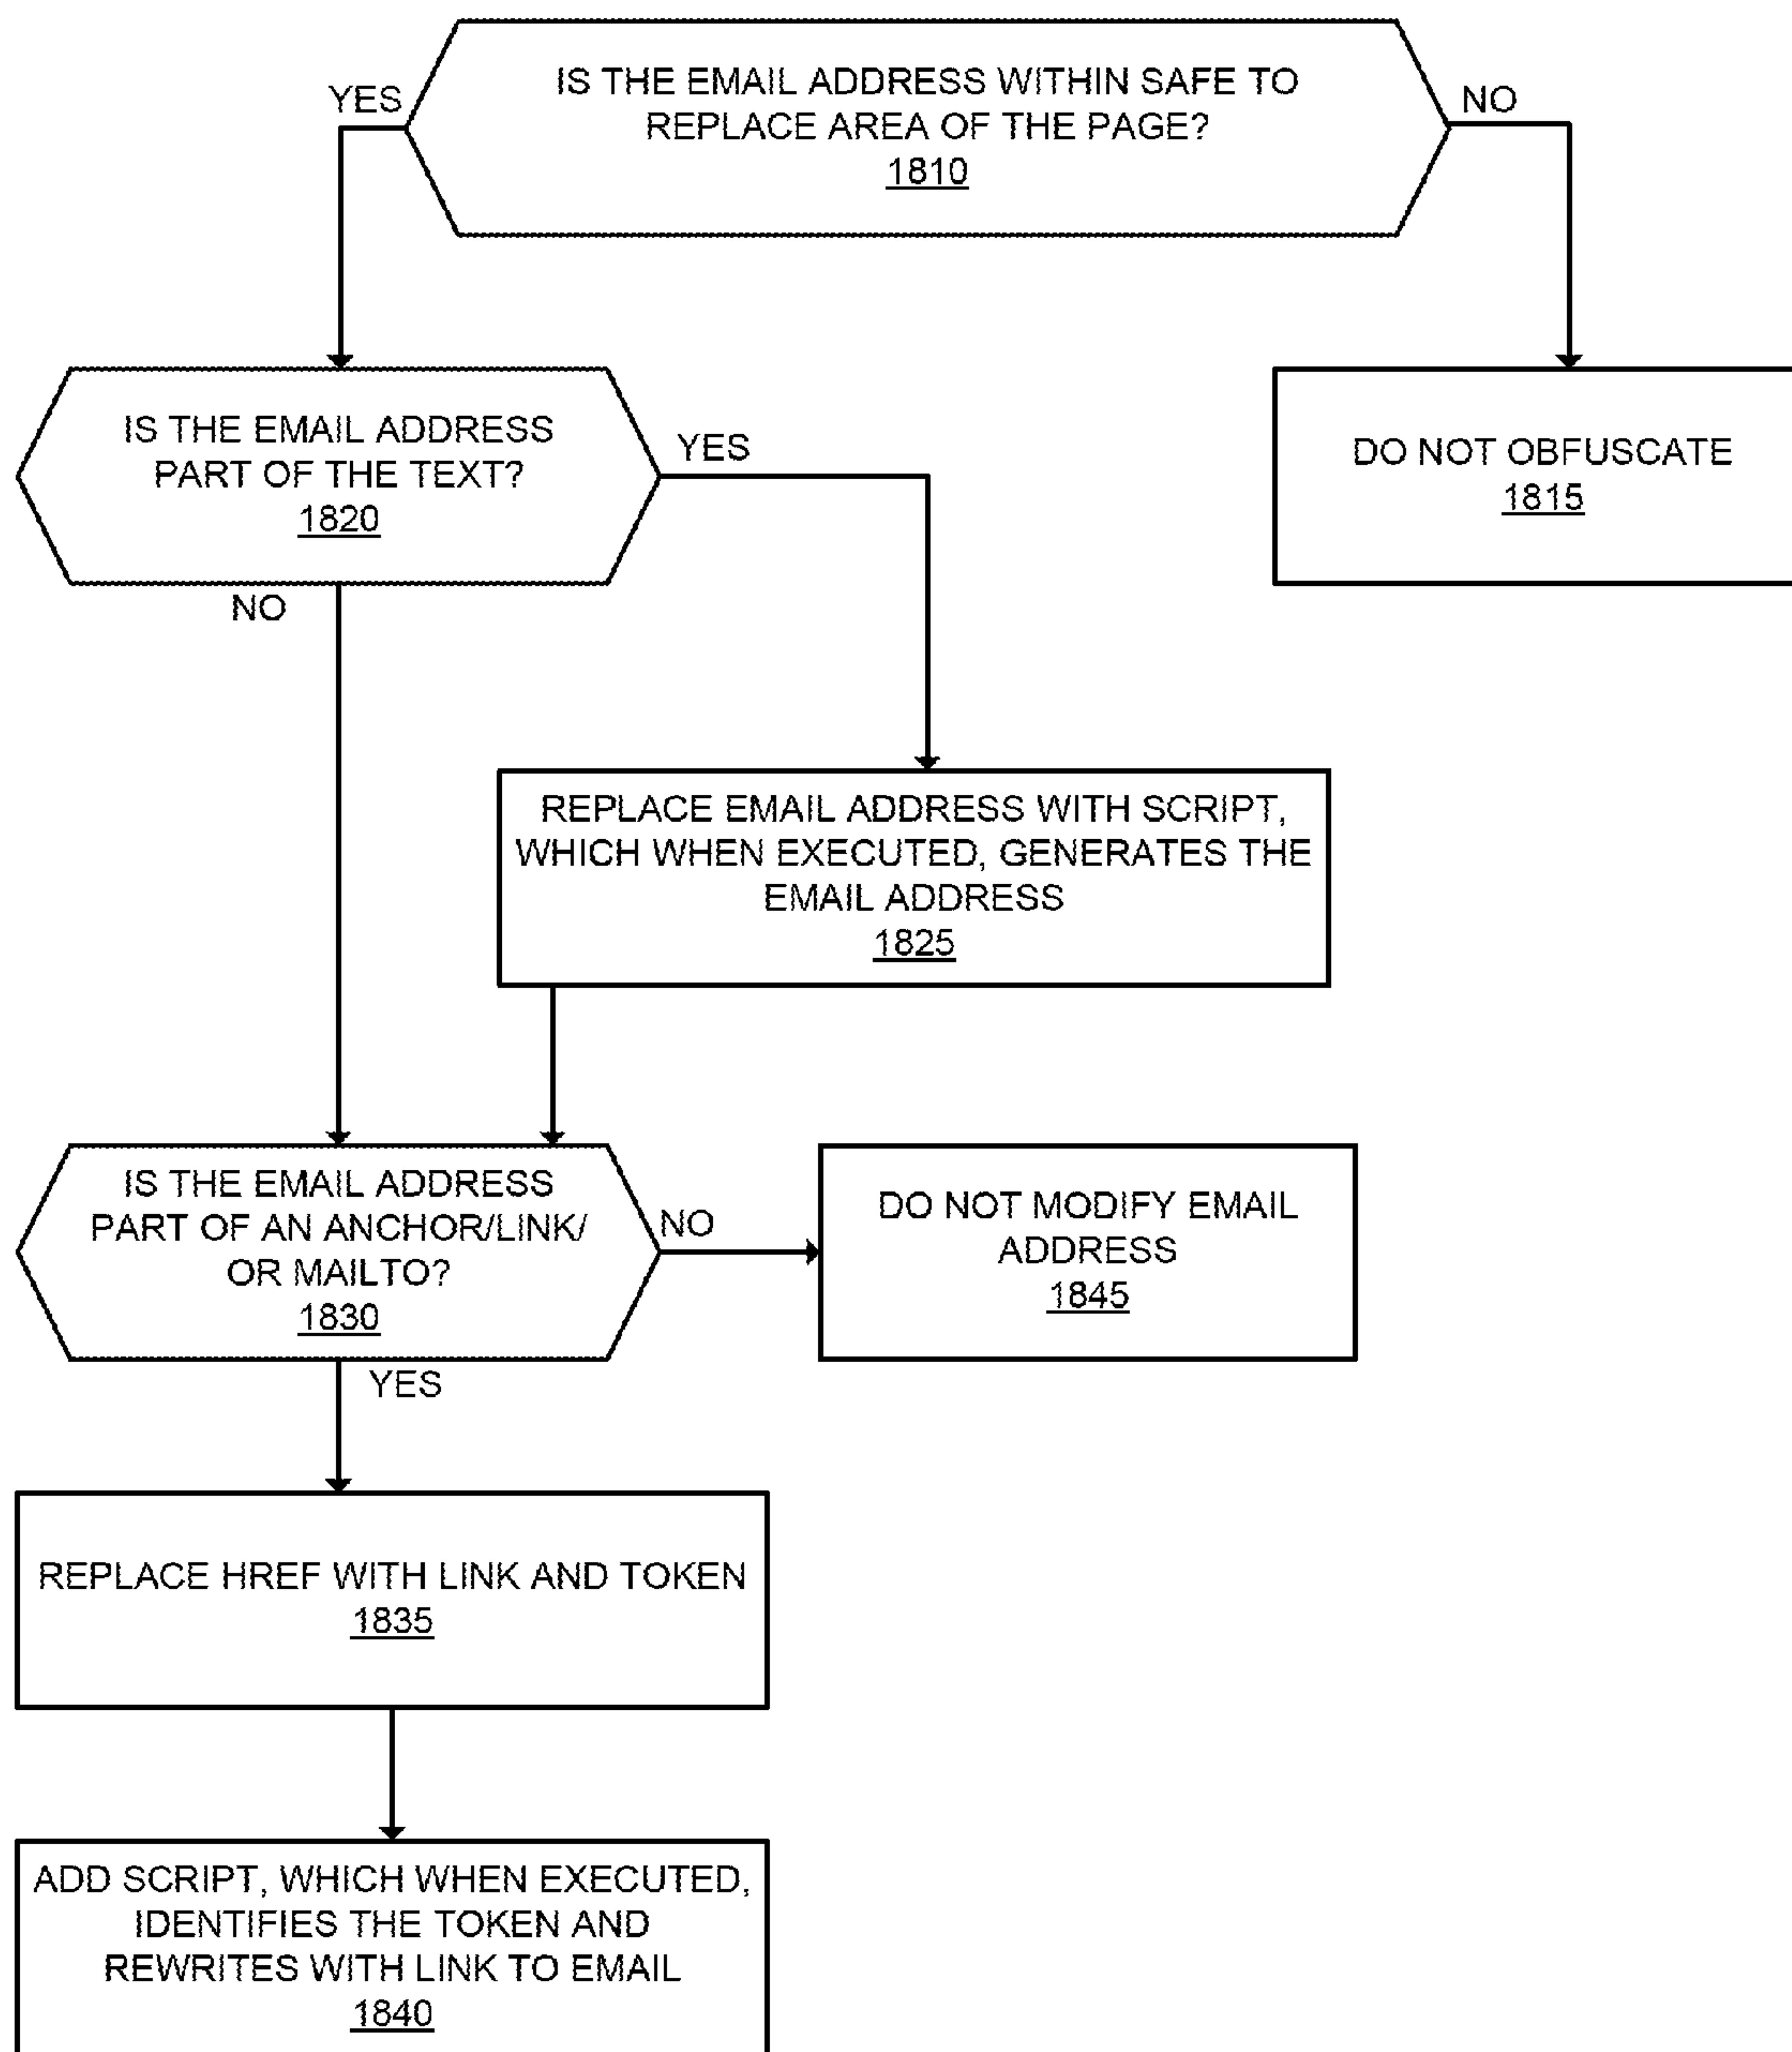 IS THE EMAIL ADDRESS WITHIN SAFE TO
REPLACE AREA OF THE PAGE?
1810
YES
NO
IS THE EMAIL ADDRESS
PART OF THE TEXT?
1820
YES
NO
DO NOT OBFUSCATE
1815
REPLACE EMAIL ADDRESS WITH SCRIPT,
WHICH WHEN EXECUTED, GENERATES THE
EMAIL ADDRESS
1825
IS THE EMAIL ADDRESS
PART OF AN ANCHOR/LINK/
OR MAILTO?
1830
NO
YES
DO NOT MODIFY EMAIL
ADDRESS
1845
REPLACE HREF WITH LINK AND TOKEN
1835
ADD SCRIPT, WHICH WHEN EXECUTED,
IDENTIFIES THE TOKEN AND
REWRITES WITH LINK TO EMAIL
1840